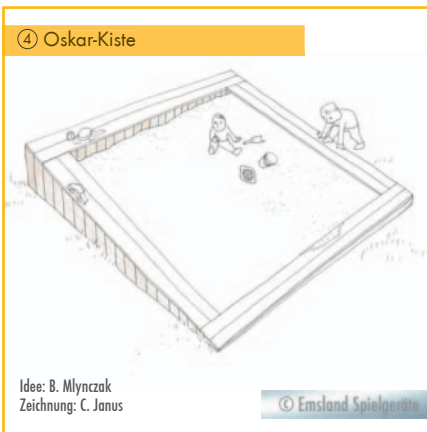 ④ Oskar-Kiste
Idee: B. Mlynczak
Zeichnung: C. Janus
© Emsland Spielgeräte